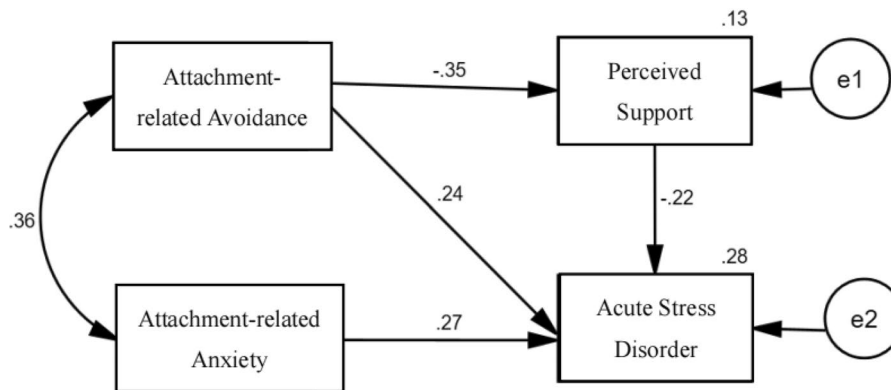 .13
Attachment-
related Avoidance
-.35
Perceived
Support
e1
.36
.24
-.22
.28
Attachment-related
Anxiety
.27
Acute Stress
Disorder
e2